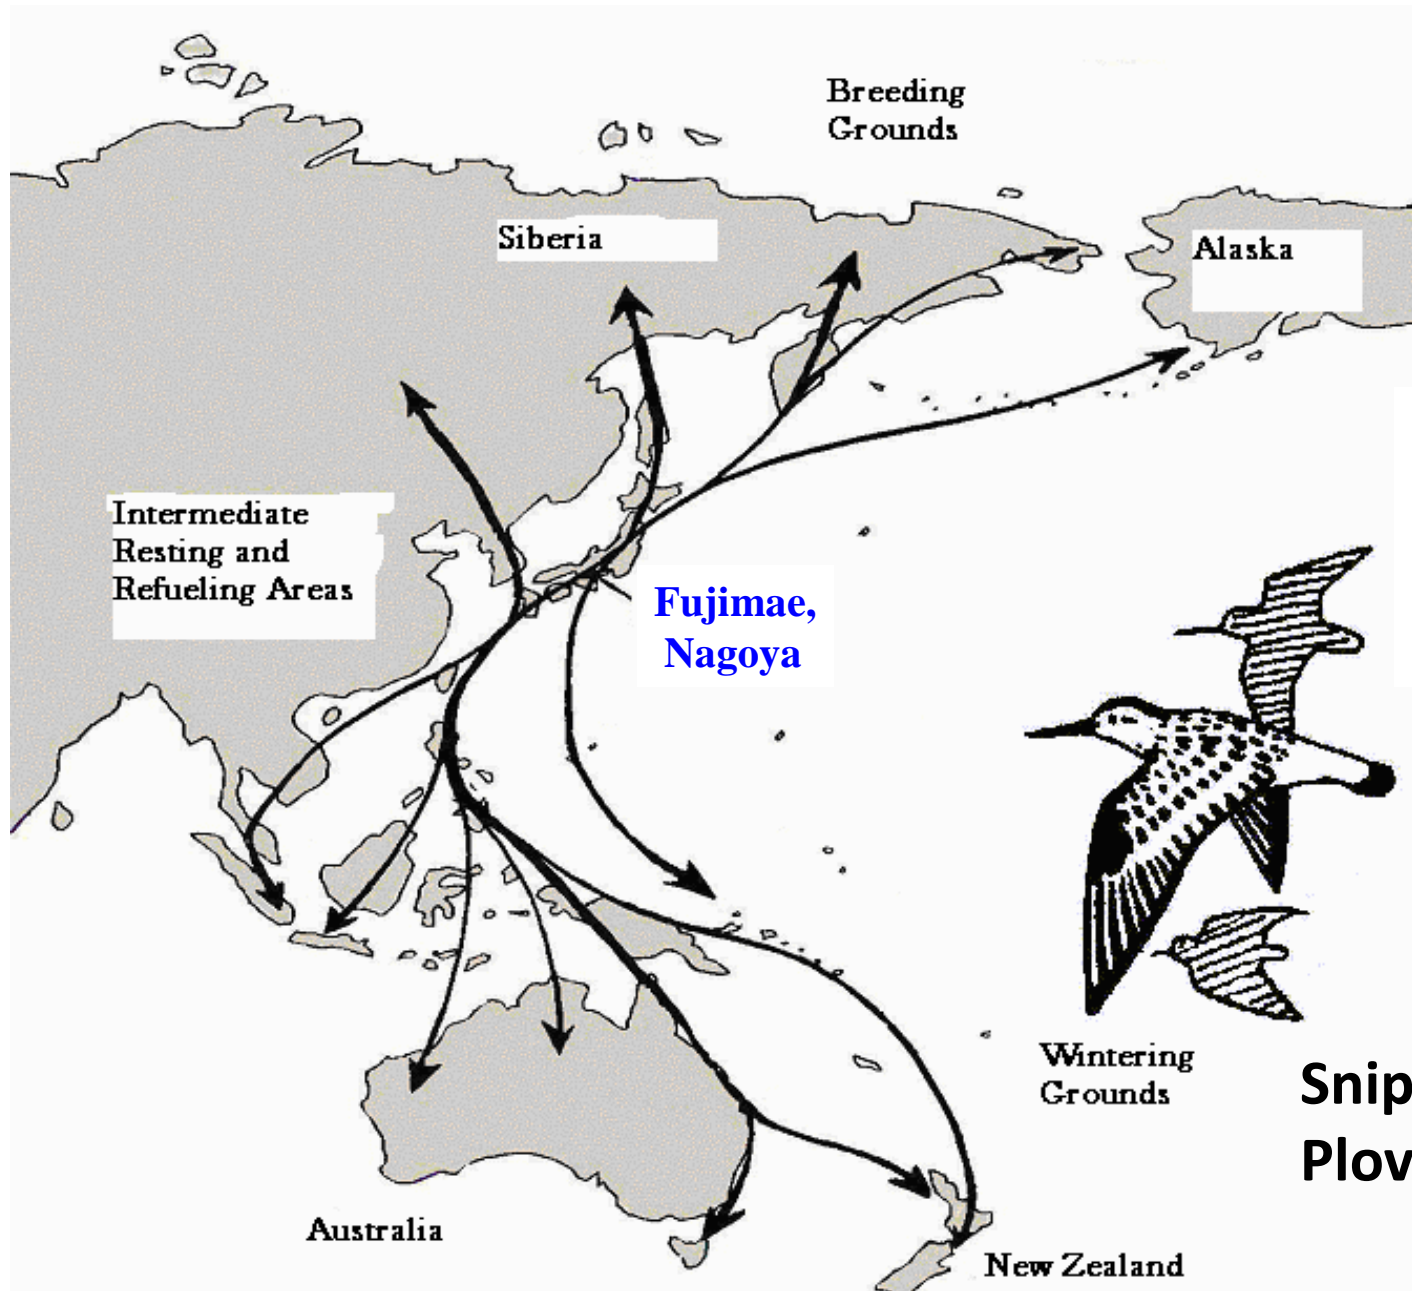 Breeding
Grounds
Siberia
Alaska
Intermediate
Resting and
Refueling Areas
Fujimae,
Nagoya
Wintering
Grounds
Snip
Plov
Australia
New Zealand